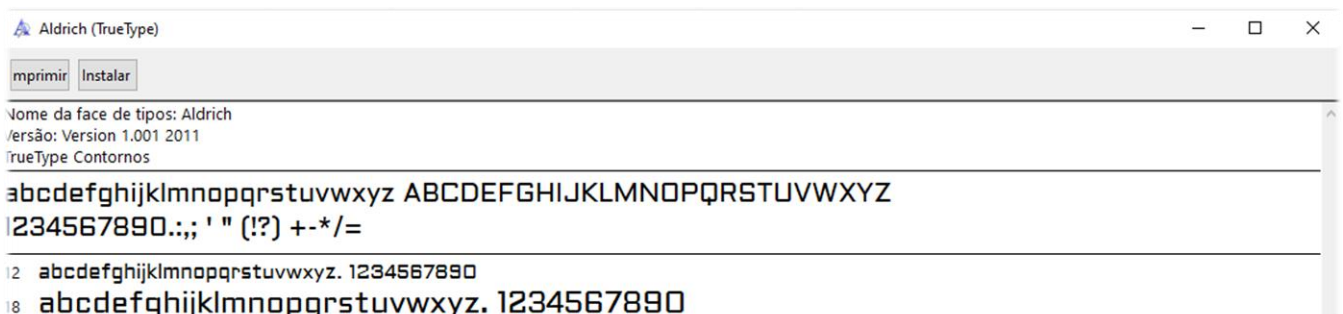 Aldrich (TrueType)
mprimir Instalar
Nome da face de tipos: Aldrich
Versão: Version 1.001 2011
TrueType Contornos
abcdefghijklmnopqrstuvwxyz ABCDEFGHIJKLMNOPQRSTUVWXYZ
1234567890.:,; ' " (!?) +-*/=
12 abcdefghijklmnopqrstuvwxyz. 1234567890
18 abcdefghijklmnopqrstuvwxyz. 1234567890